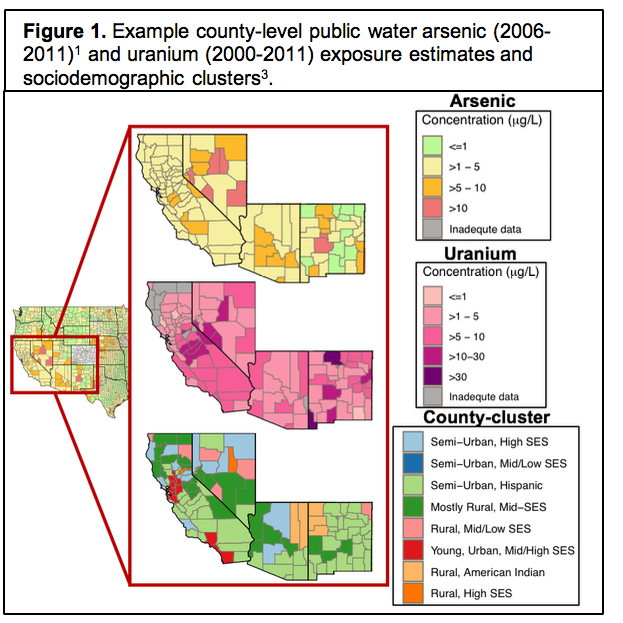 Figure 1. Example county-level public water arsenic (2006-
2011)¹ and uranium (2000-2011) exposure estimates and
sociodemographic clusters³.
Arsenic
Concentration (µg/L)
<=1
>1 – 5
>5 – 10
>10
Inadequte data
Uranium
Concentration (µg/L)
<=1
>1 – 5
>5 – 10
>10–30
>30
Inadequte data
County-cluster
Semi−Urban, High SES
Semi−Urban, Mid/Low SES
Semi−Urban, Hispanic
Mostly Rural, Mid−SES
Rural, Mid/Low SES
Young, Urban, Mid/High SES
Rural, American Indian
Rural, High SES